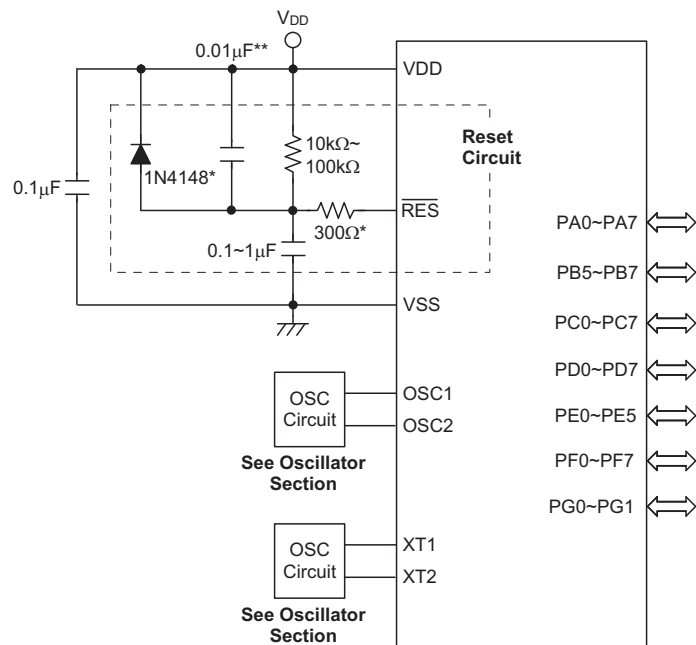 VDD
0.01μF**
VDD
10kΩ~
100kΩ
Reset
Circuit
1N4148*
0.1μF
RES
300Ω*
0.1~1μF
VSS
PA0~PA7
PB5~PB7
PC0~PC7
PD0~PD7
PE0~PE5
PF0~PF7
PG0~PG1
OSC
Circuit
OSC1
OSC2
See Oscillator
Section
OSC
Circuit
XT1
XT2
See Oscillator
Section